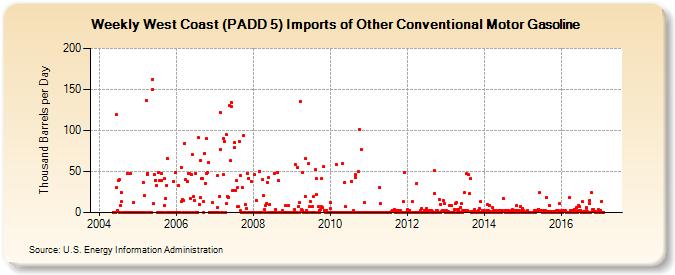 Weekly West Coast (PADD 5) Imports of Other Conventional Motor Gasoline
Thousand Barrels per Day
200
150
100
50
0
2004 2006 2008 2010 2012 2014 2016
Source: U.S. Energy Information Administration